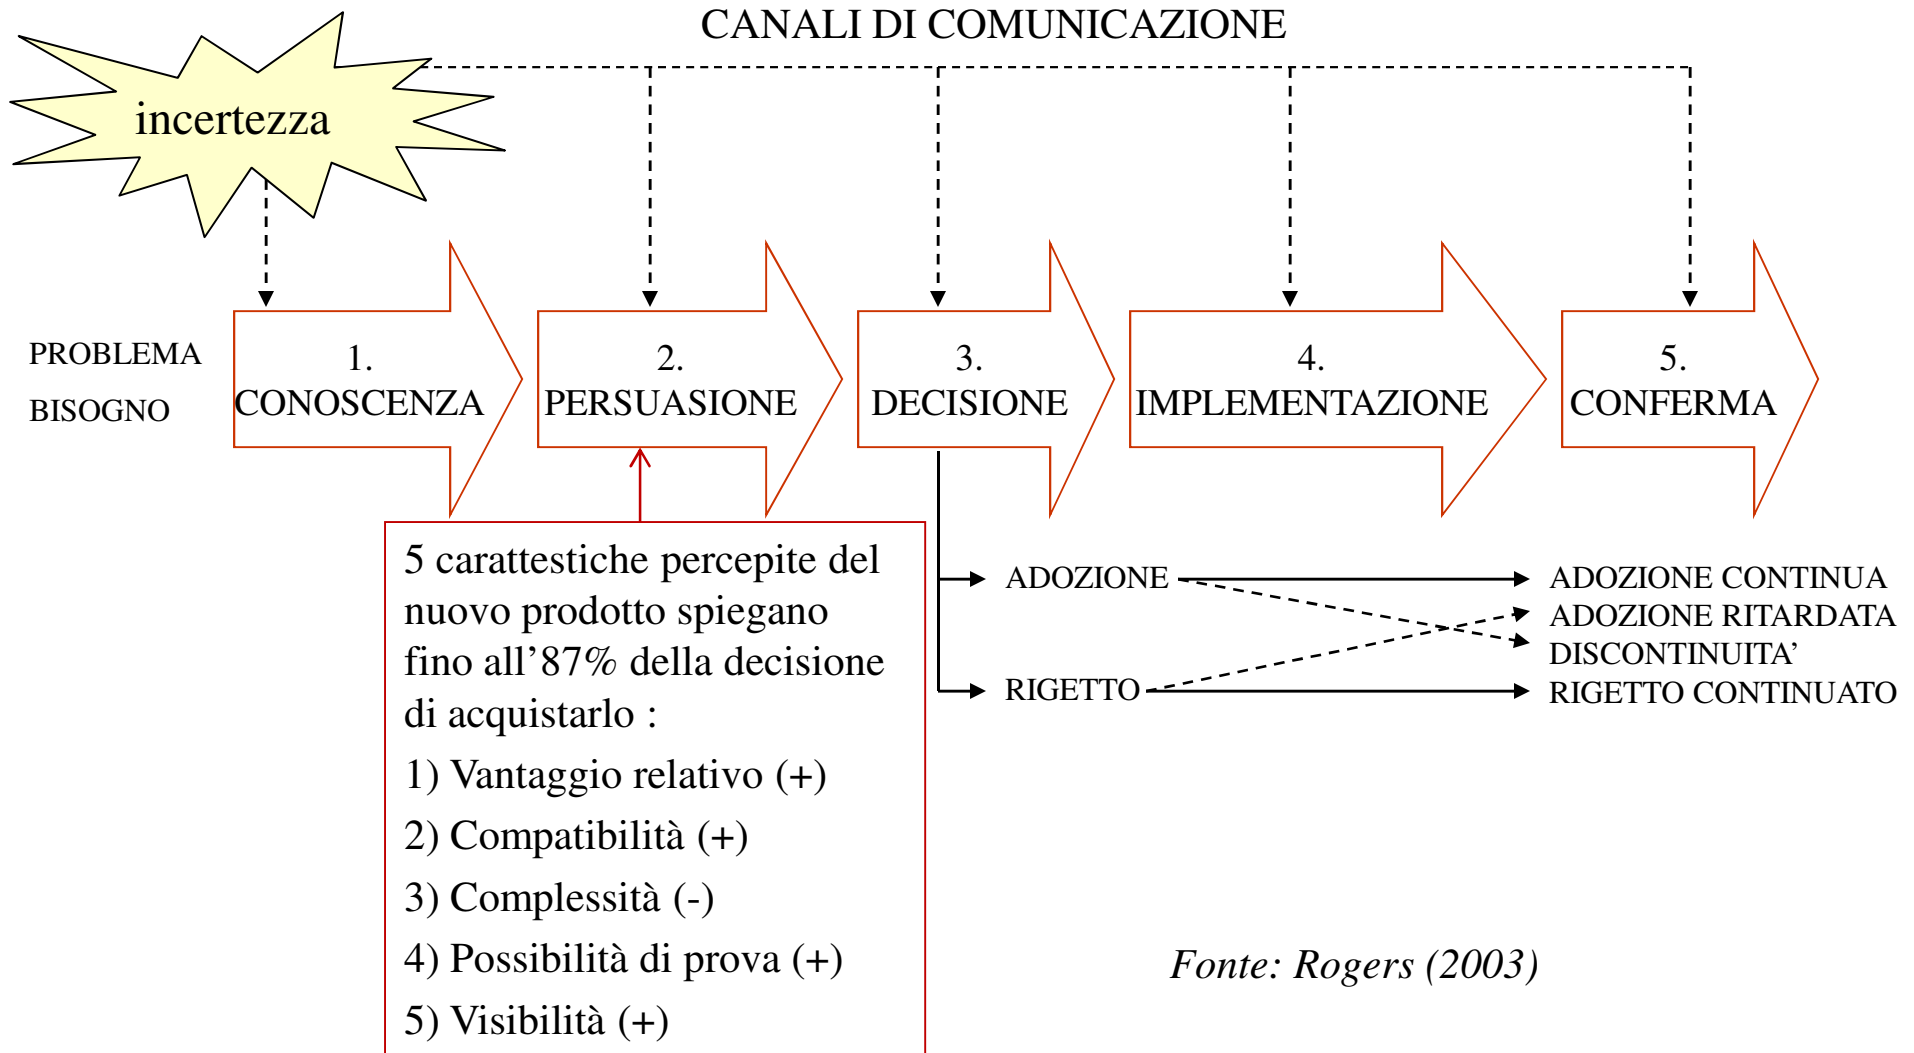 CANALI DI COMUNICAZIONE
incertezza
PROBLEMA
BISOGNO
1.
CONOSCENZA
2.
PERSUASIONE
3.
DECISIONE
4.
IMPLEMENTAZIONE
5.
CONFERMA
5 carattestiche percepite del
nuovo prodotto spiegano
fino all’87% della decisione
di acquistarlo :
1) Vantaggio relativo (+)
2) Compatibilità (+)
3) Complessità (-)
4) Possibilità di prova (+)
5) Visibilità (+)
ADOZIONE
RIGETTO
ADOZIONE CONTINUA
ADOZIONE RITARDATA
DISCONTINUITA’
RIGETTO CONTINUATO
Fonte: Rogers (2003)